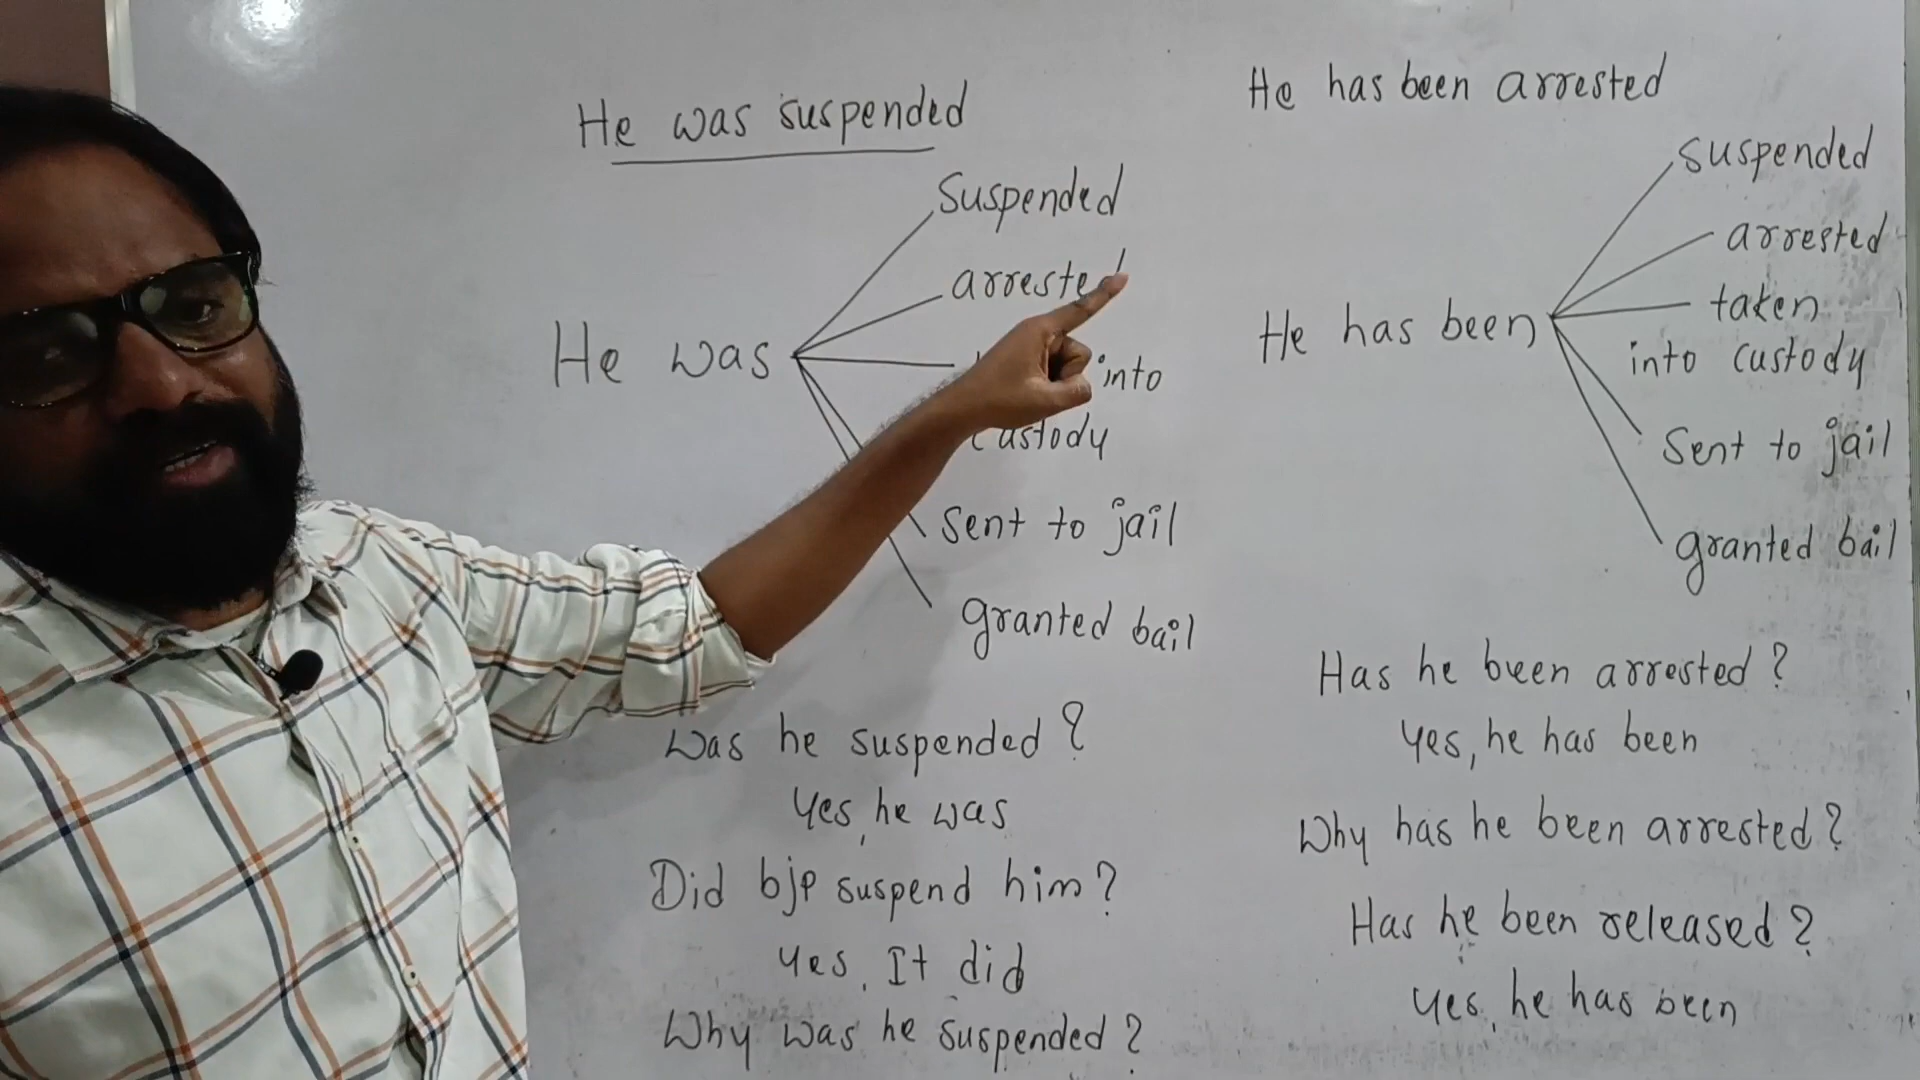 He was suspended
suspended
arrested
He was
into
custody
sent to jail
granted bail
Was he suspended?
Yes, he was
Did bjp suspend him?
Yes, It did
Why was he suspended?
He has been arrested
suspended
arrested
He has been
taken
into custody
Sent to jail
granted bail
Has he been arrested?
Yes, he has been
Why has he been arrested?
Has he been released?
Yes, he has been